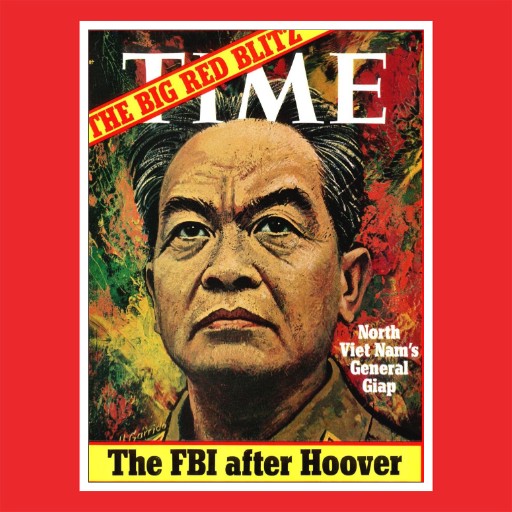 THE BIG RED BLITZ
TIME
North
Viet Nam's
General
Giap
The FBI after Hoover